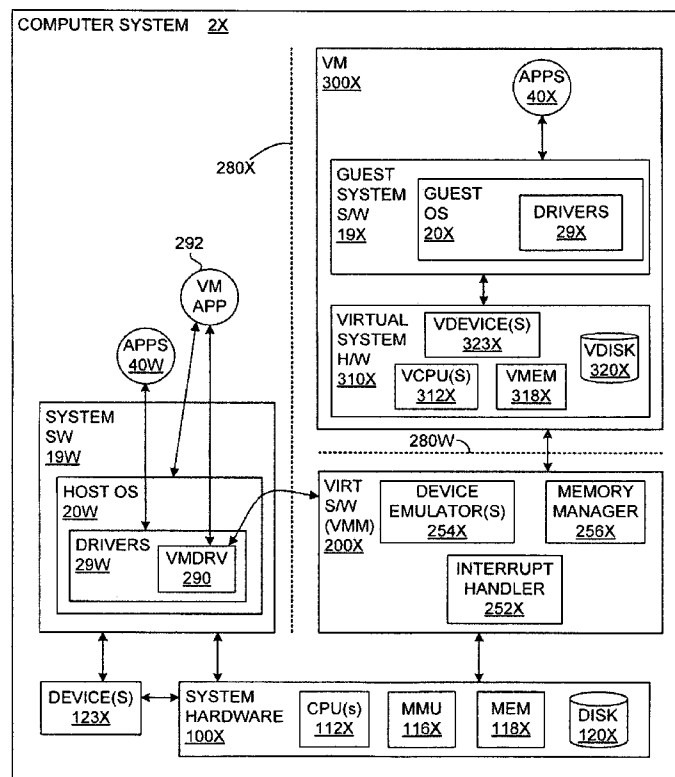 COMPUTER SYSTEM 2X
VM
300X
APPS
40X
280X
GUEST
SYSTEM
S/W
19X
GUEST
OS
20X
DRIVERS
29X
292
VM
APP
VIRTUAL
SYSTEM
H/W
310X
VDEVICE(S)
323X
VDISK
320X
VCPU(S)
312X
VMEM
318X
APPS
40W
SYSTEM
SW
19W
280W
HOST OS
20W
VIRT
S/W
(VMM)
200X
DEVICE
EMULATOR(S)
254X
MEMORY
MANAGER
256X
DRIVERS
29W
VMDRV
290
INTERRUPT
HANDLER
252X
DEVICE(S)
123X
SYSTEM
HARDWARE
100X
CPU(s)
112X
MMU
116X
MEM
118X
DISK
120X